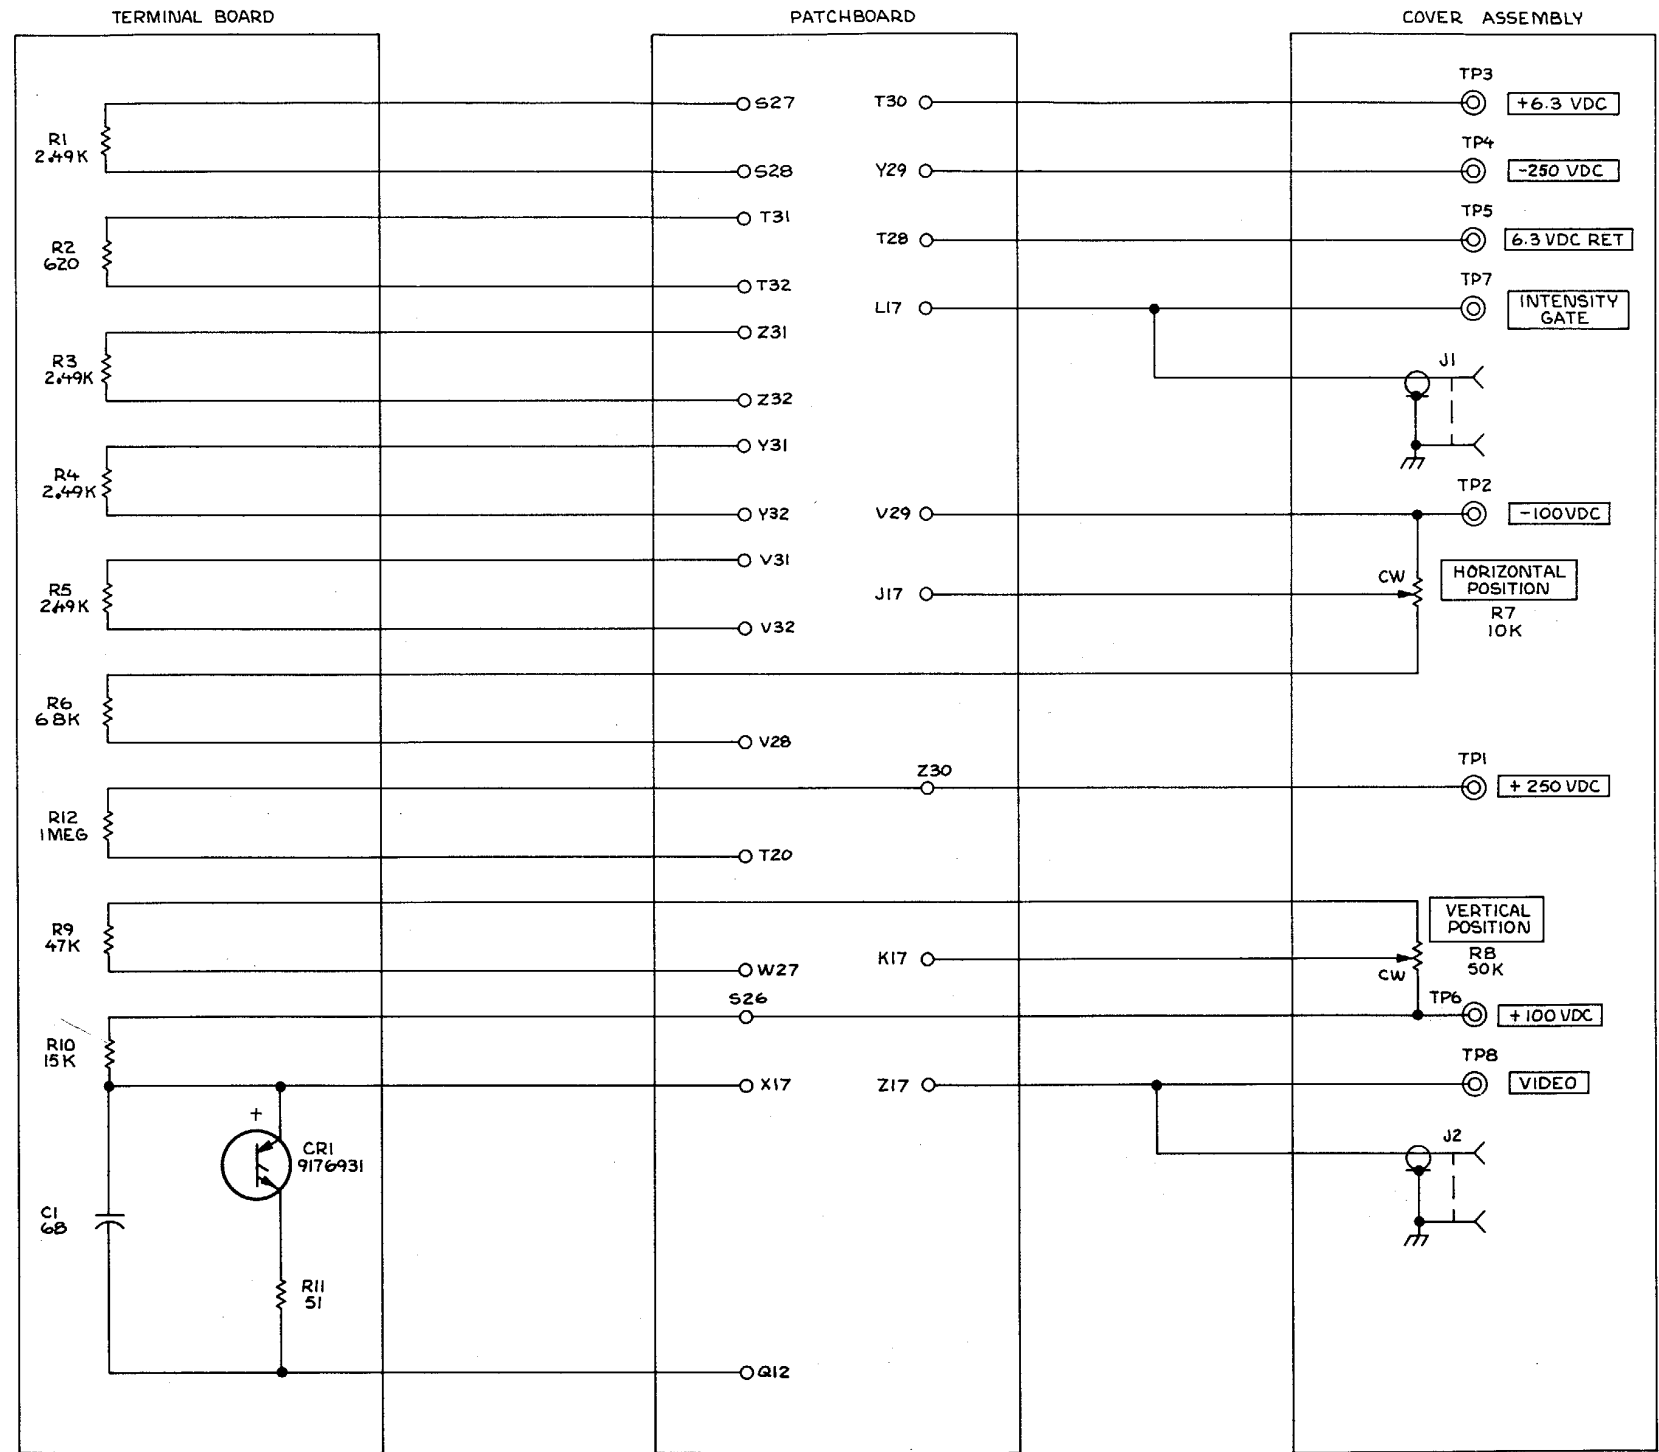 TERMINAL BOARD
PATCHBOARD
COVER ASSEMBLY
R1
2.49K
R2
620
R3
2.49K
R4
2.49K
R5
249K
R6
68K
R12
1MEG
R9
47K
R10
15K
+
CR1
9176931
C1
68
R11
51
S27
S28
T31
T32
Z31
Z32
Y31
Y32
V31
V32
V28
Z30
T20
W27
S26
X17
Q12
T30
Y29
T28
L17
V29
J17
K17
Z17
TP3
+6.3 VDC
TP4
-250 VDC
TP5
6.3 VDC RET
TP7
INTENSITY
GATE
J1
TP2
-100VDC
CW
HORIZONTAL
POSITION
R7
10K
TP1
+ 250 VDC
VERTICAL
POSITION
R8
50K
CW
TP6
+100 VDC
TP8
VIDEO
J2